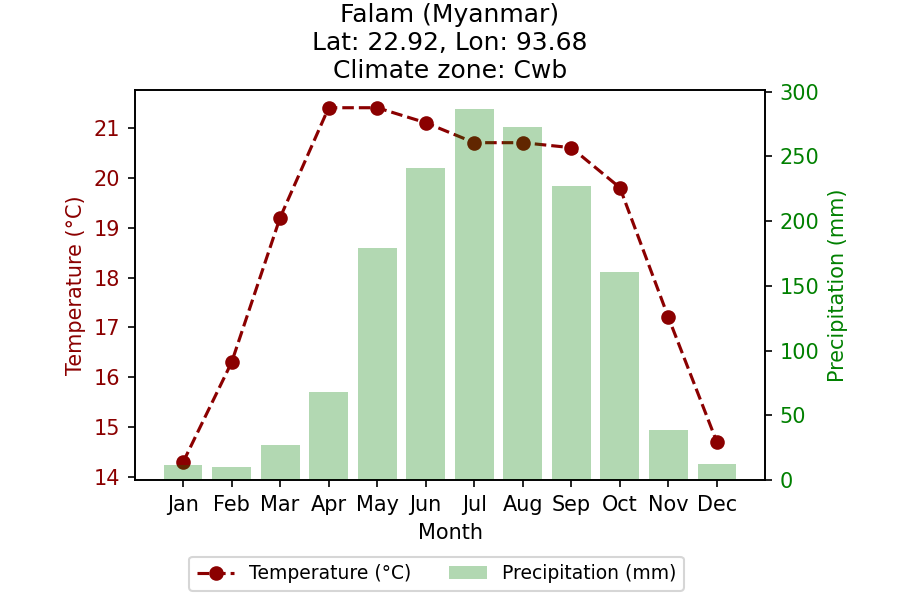 Falam (Myanmar)
Lat: 22.92, Lon: 93.68
Climate zone: Cwb
Temperature (°C)
21
20
19
18
17
16
15
14
300
250
200
150
100
50
0
Precipitation (mm)
Jan Feb Mar Apr May Jun Jul Aug Sep Oct Nov Dec
Month
Temperature (°C) Precipitation (mm)